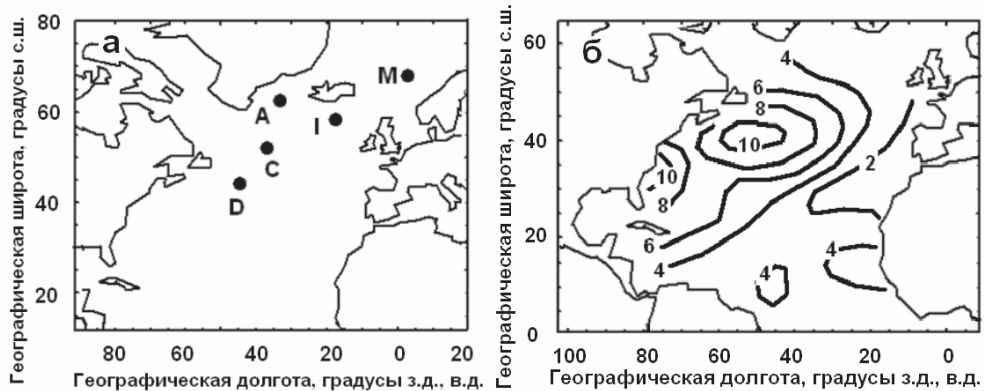 Географическая широта, градусы с.ш.
80
60
40
20
а
M
A
I
C
D
80 60 40 20 0 20
Географическая долгота, градусы з.д., в.д.
Географическая широта, градусы с.ш.
60
40
20
0
б
4
6
8
10
2
10
8
6
4
4
4
100 80 60 40 20 0
Географическая долгота, градусы з.д., в.д.